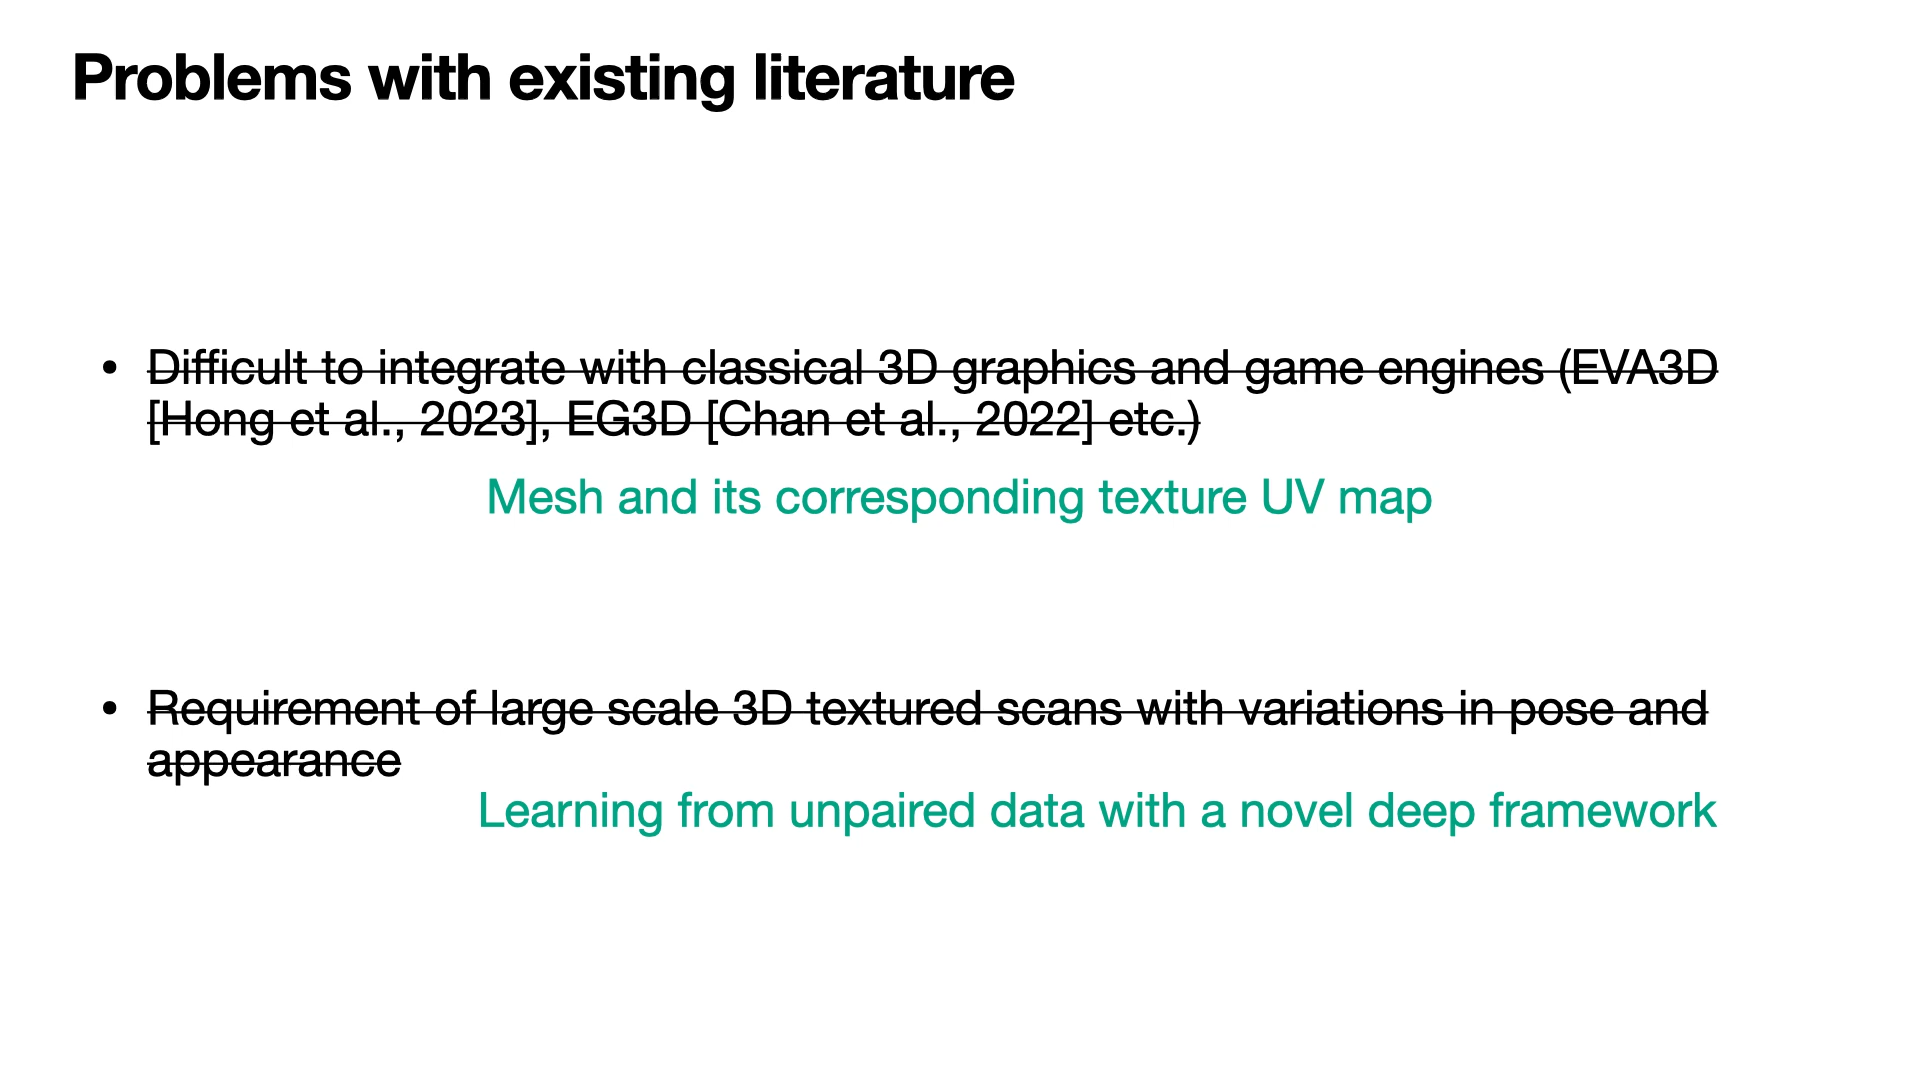 Problems with existing literature
• Difficult to integrate with classical 3D graphics and game engines (EVA3D
[Hong et al., 2023], EG3D [Chan et al., 2022] etc.)
Mesh and its corresponding texture UV map
• Requirement of large scale 3D textured scans with variations in pose and
appearance
Learning from unpaired data with a novel deep framework